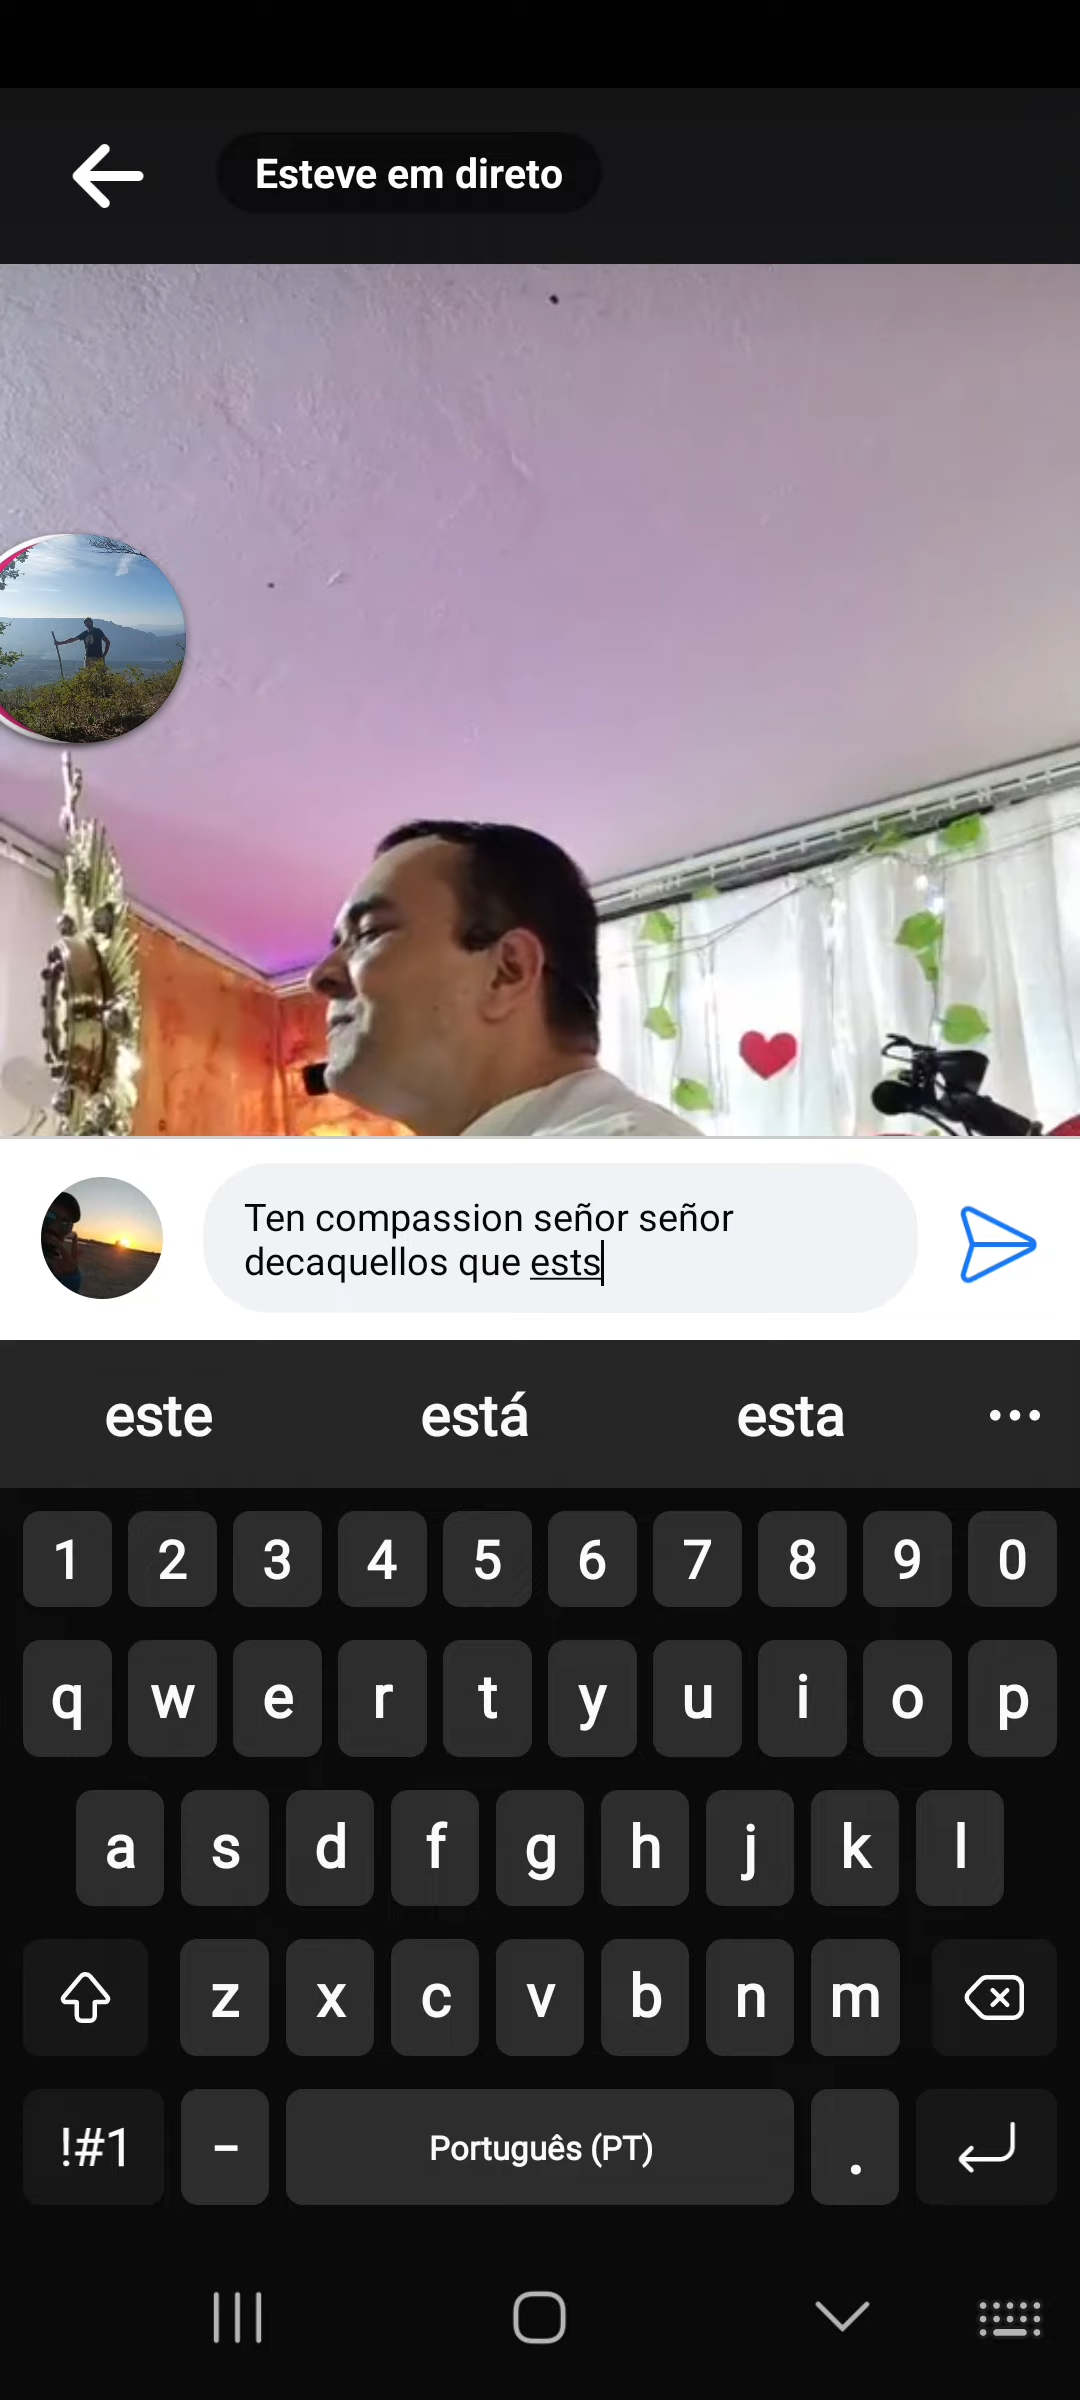 Esteve em direto
Ten compassion señor señor
decaquellos que ests
este está esta
1 2 3 4 5 6 7 8 9 0
q w e r t y u i o p
a s d f g h j k l
z x c v b n m
!#1 - Português (PT) .